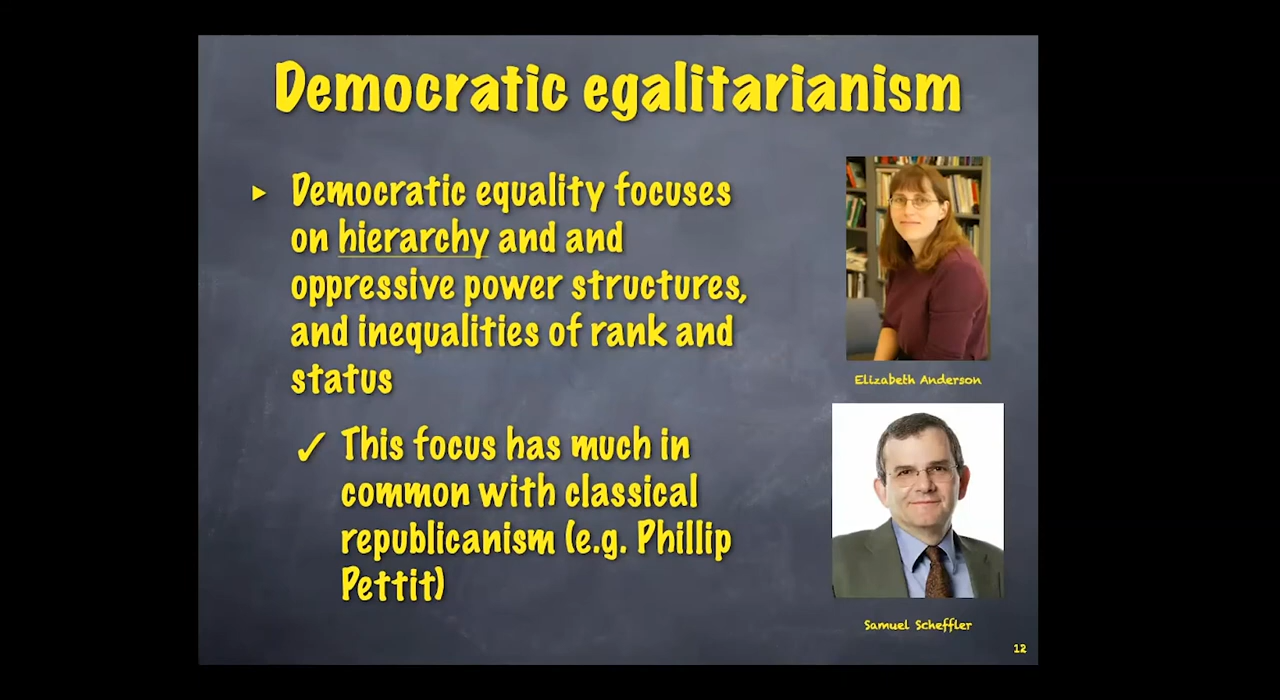 Democratic egalitarianism
▸ Democratic equality focuses
on hierarchy and and
oppressive power structures,
and inequalities of rank and
status
✓ This focus has much in
common with classical
republicanism (e.g. Phillip
Pettit)
Elizabeth Anderson
Samuel Scheffler
12